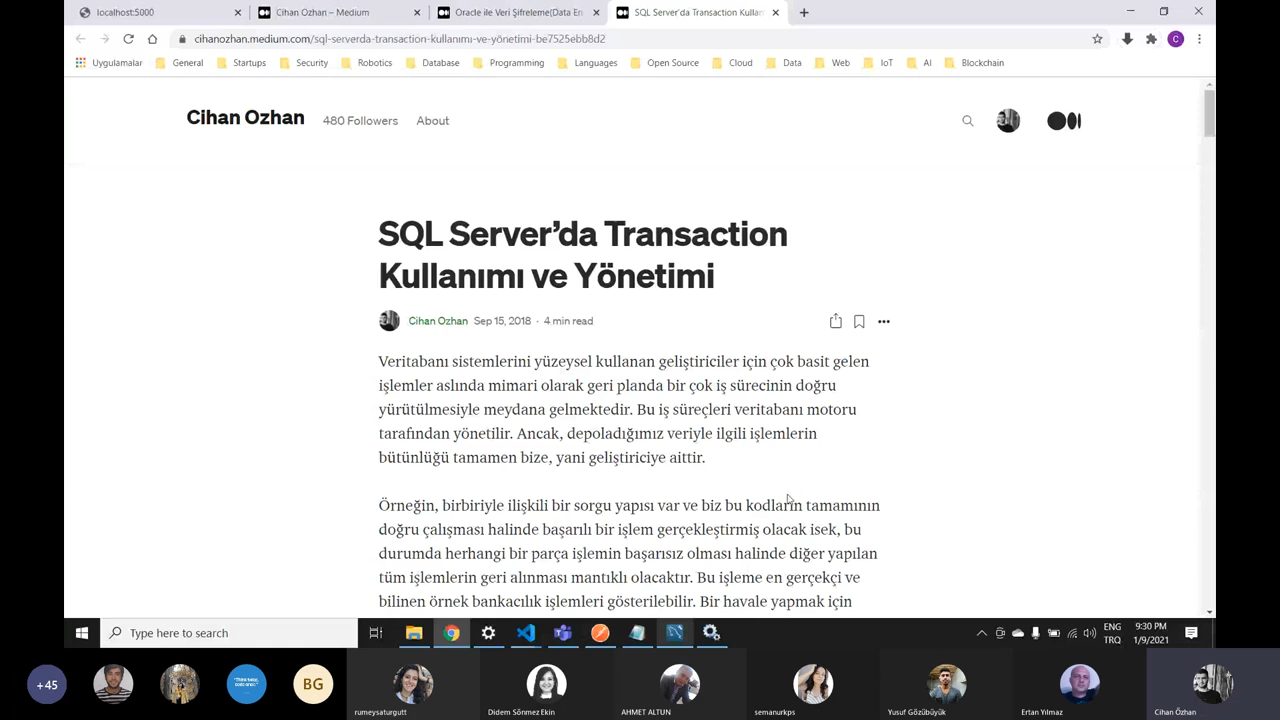 localhost:5000
Cihan Ozhan – Medium
Oracle ile Veri Şifreleme(Data En
SQL Server'da Transaction Kullan
cihanozhan.medium.com/sql-serverda-transaction-kullanımı-ve-yönetimi-be7525ebb8d2
C
Uygulamalar General Startups Security Robotics Database Programming Languages Open Source Cloud Data Web IoT AI Blockchain
Cihan Ozhan 480 Followers About
SQL Server’da Transaction
Kullanımı ve Yönetimi
Cihan Ozhan Sep 15, 2018 · 4 min read
Veritabanı sistemlerini yüzeysel kullanan geliştiriciler için çok basit gelen
işlemler aslında mimari olarak geri planda bir çok iş sürecinin doğru
yürütülmesiyle meydana gelmektedir. Bu iş süreçleri veritabanı motoru
tarafından yönetilir. Ancak, depoladığımız veriyle ilgili işlemlerin
bütünlüğü tamamen bize, yani geliştiriciye aittir.
Örneğin, birbiriyle ilişkili bir sorgu yapısı var ve biz bu kodların tamamının
doğru çalışması halinde başarılı bir işlem gerçekleştirmiş olacak isek, bu
durumda herhangi bir parça işlemin başarısız olması halinde diğer yapılan
tüm işlemlerin geri alınması mantıklı olacaktır. Bu işleme en gerçekçi ve
bilinen örnek bankacılık işlemleri gösterilebilir. Bir havale yapmak için
Type here to search
ENG
TRQ
9:30 PM
1/9/2021
+45
BG
rumeysaturgutt
Didem Sönmez Ekin
AHMET ALTUN
semanurkps
Yusuf Gözübüyük
Ertan Yılmaz
Cihan Özhan